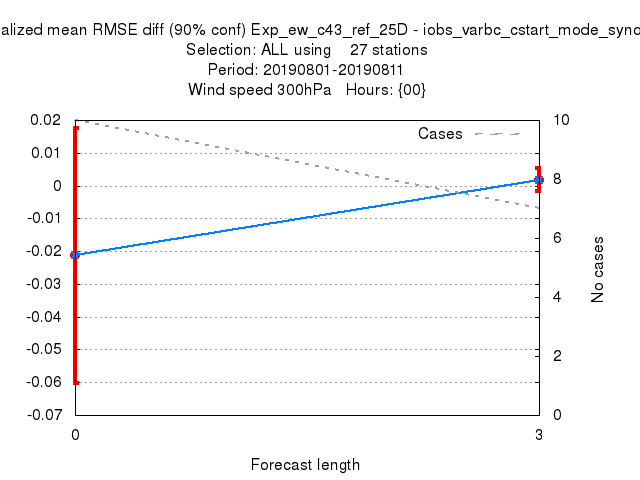 alized mean RMSE diff (90% conf) Exp_ew_c43_ref_25D - iobs_varbc_cstart_mode_syno
Selection: ALL using 27 stations
Period: 20190801-20190811
Wind speed 300hPa Hours: {00}
Cases
0.02
0.01
0
-0.01
-0.02
-0.03
-0.04
-0.05
-0.06
-0.07
10
8
6
4
2
0
No cases
0
3
Forecast length